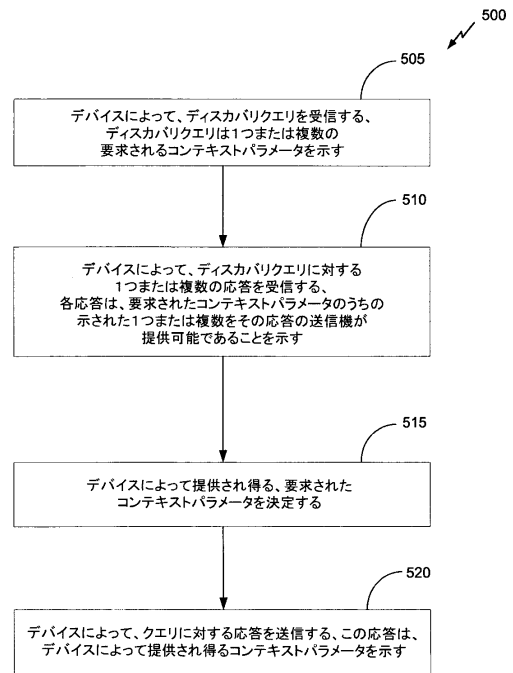 500
505
デバイスによって、ディスカバリクエリを受信する、
ディスカバリクエリは1つまたは複数の
要求されるコンテキストパラメータを示す
510
デバイスによって、ディスカバリクエリに対する
1つまたは複数の応答を受信する、
各応答は、要求されたコンテキストパラメータのうちの
示された1つまたは複数をその応答の送信機が
提供可能であることを示す
515
デバイスによって提供され得る、要求された
コンテキストパラメータを決定する
520
デバイスによって、クエリに対する応答を送信する、この応答は、
デバイスによって提供され得るコンテキストパラメータを示す